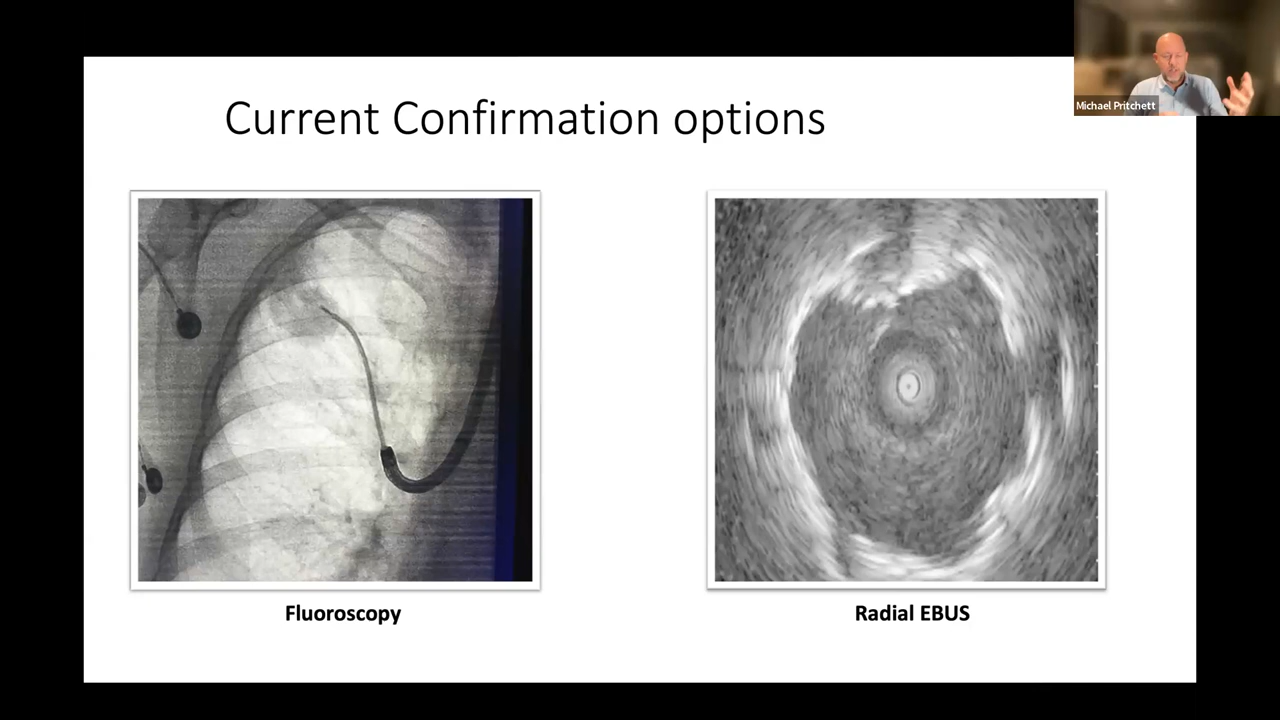 Current Confirmation options
Michael Pritchett
Fluoroscopy
Radial EBUS